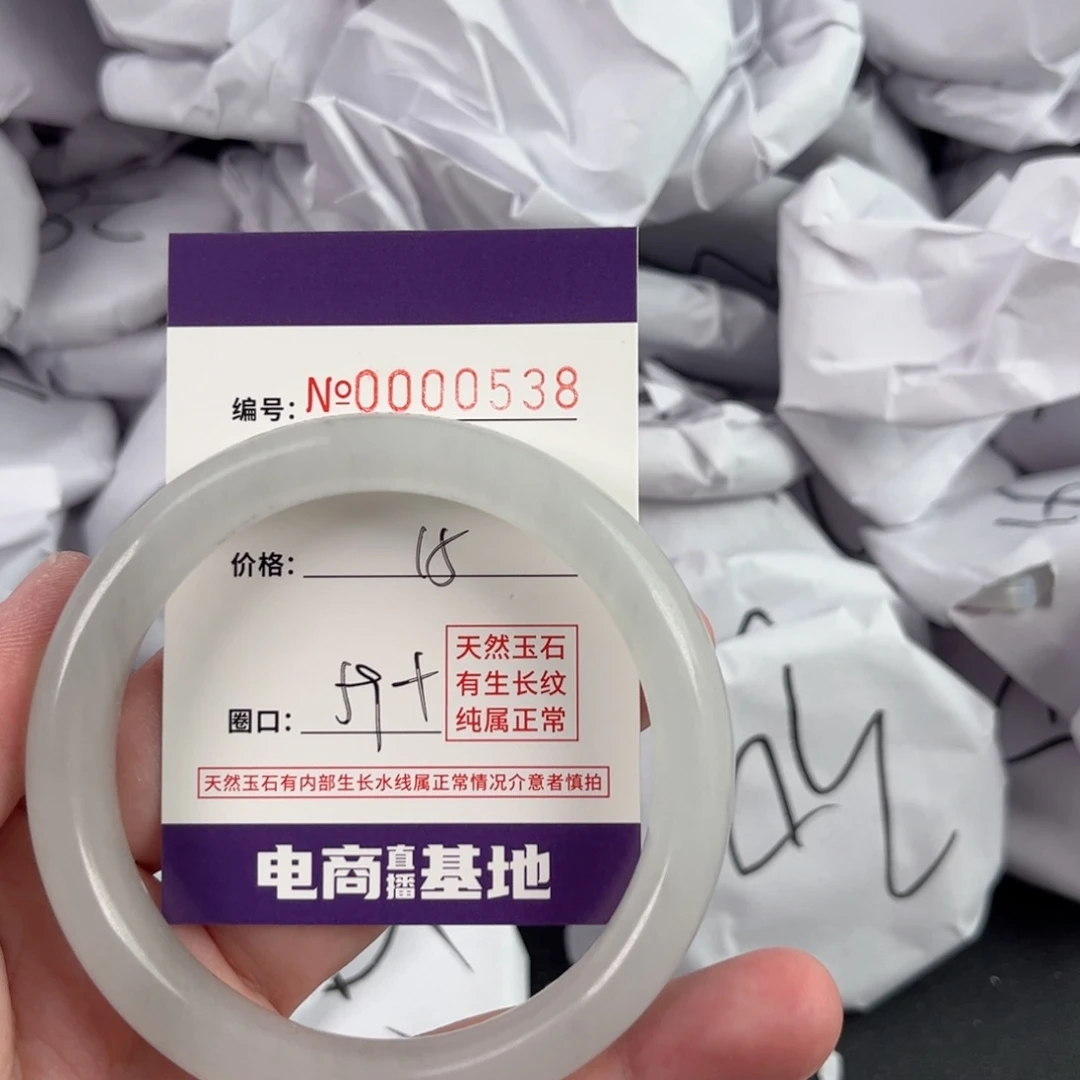 编号: №0000538
价格: 18
圈口: 59+
天然玉石
有生长纹
纯属正常
天然玉石有内部生长水线属正常情况介意者慎拍
电商直播基地